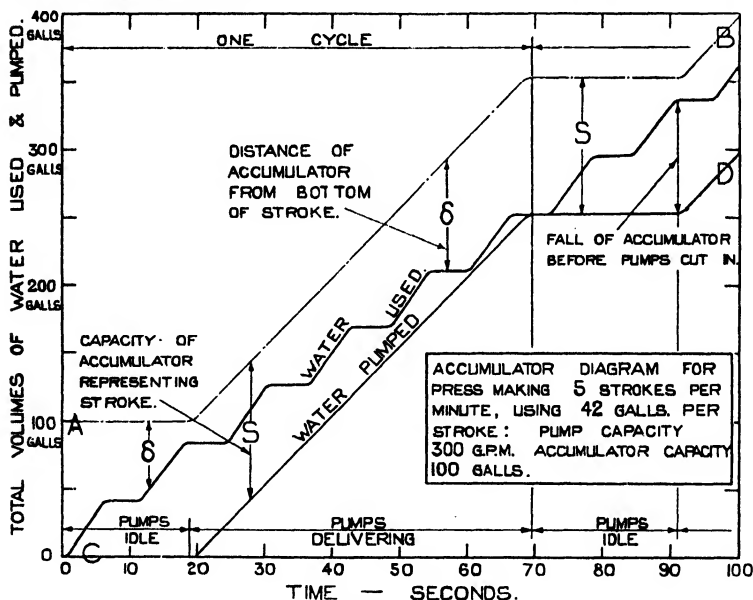 TOTAL VOLUMES OF WATER USED & PUMPED.
400
GALLS
300
GALLS
200
GALLS
100
GALLS
0
ONE CYCLE
B
S
DISTANCE OF
ACCUMULATOR
FROM BOTTOM
OF STROKE.
δ
D
FALL OF ACCUMULATOR
BEFORE PUMPS CUT IN.
CAPACITY OF
ACCUMULATOR
REPRESENTING
STROKE.
WATER USED.
WATER PUMPED
A
δ
S
ACCUMULATOR DIAGRAM FOR
PRESS MAKING 5 STROKES PER
MINUTE, USING 42 GALLS. PER
STROKE: PUMP CAPACITY
300 G.P.M. ACCUMULATOR CAPACITY
100 GALLS.
C
PUMPS
IDLE
PUMPS
DELIVERING
PUMPS
IDLE
0 10 20 30 40 50 60 70 80 90 100
TIME — SECONDS.